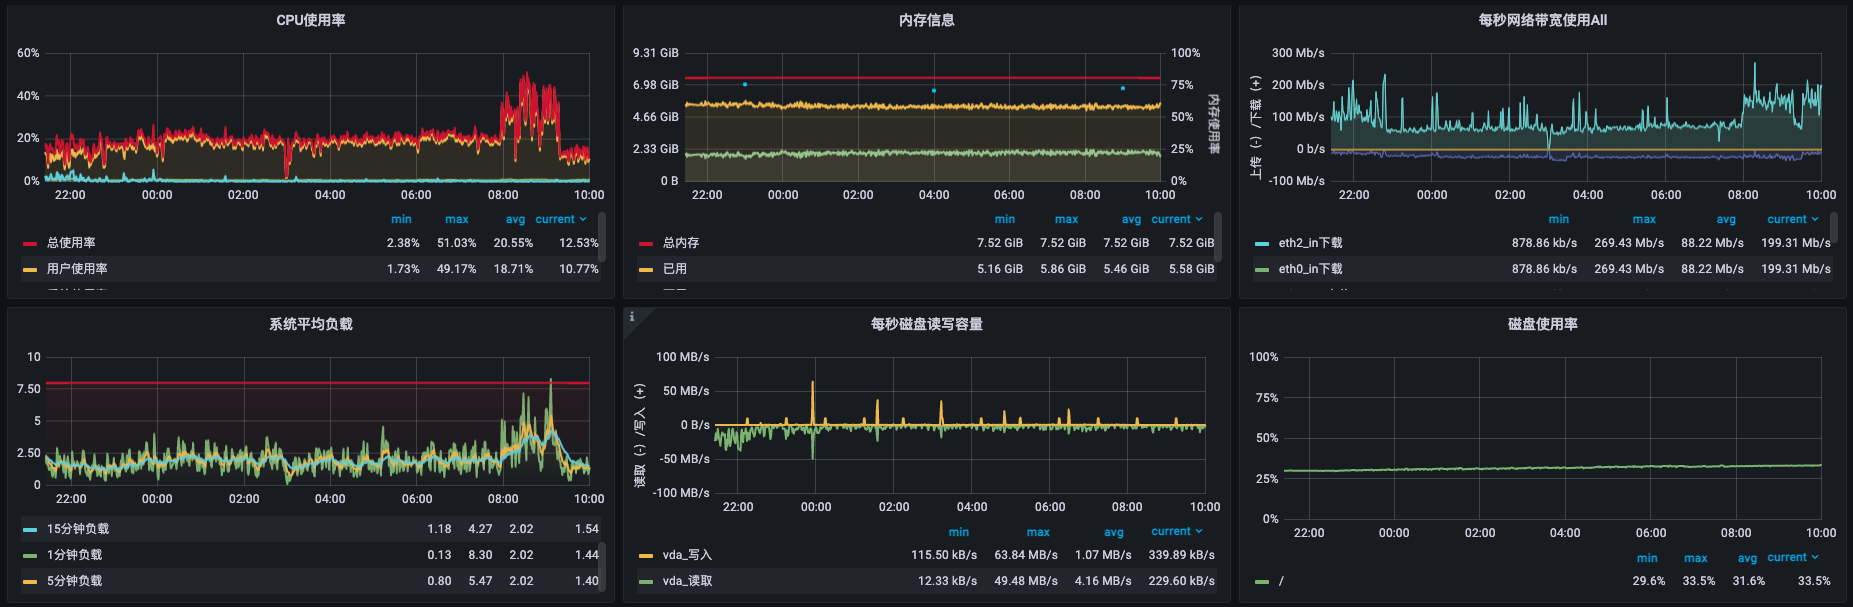 CPU使用率
60%
40%
20%
0%
22:00 00:00 02:00 04:00 06:00 08:00 10:00
min max avg current
总使用率 2.38% 51.03% 20.55% 12.53%
用户使用率 1.73% 49.17% 18.71% 10.77%
内存信息
9.31 GiB 100%
6.98 GiB 75%
4.66 GiB 50%
2.33 GiB 25%
0 B 0%
内存使用率
22:00 00:00 02:00 04:00 06:00 08:00 10:00
min max avg current
总内存 7.52 GiB 7.52 GiB 7.52 GiB 7.52 GiB
已用 5.16 GiB 5.86 GiB 5.46 GiB 5.58 GiB
每秒网络带宽使用All
上传 (-) /下载 (+)
300 Mb/s
200 Mb/s
100 Mb/s
0 b/s
-100 Mb/s
22:00 00:00 02:00 04:00 06:00 08:00 10:00
min max avg current
eth2_in下载 878.86 kb/s 269.43 Mb/s 88.22 Mb/s 199.31 Mb/s
eth0_in下载 878.86 kb/s 269.43 Mb/s 88.22 Mb/s 199.31 Mb/s
系统平均负载
10
7.50
5
2.50
0
22:00 00:00 02:00 04:00 06:00 08:00 10:00
15分钟负载 1.18 4.27 2.02 1.54
1分钟负载 0.13 8.30 2.02 1.44
5分钟负载 0.80 5.47 2.02 1.40
i
每秒磁盘读写容量
读取 (-) /写入 (+)
100 MB/s
50 MB/s
0 B/s
-50 MB/s
-100 MB/s
22:00 00:00 02:00 04:00 06:00 08:00 10:00
min max avg current
vda_写入 115.50 kB/s 63.84 MB/s 1.07 MB/s 339.89 kB/s
vda_读取 12.33 kB/s 49.48 MB/s 4.16 MB/s 229.60 kB/s
磁盘使用率
100%
75%
50%
25%
0%
22:00 00:00 02:00 04:00 06:00 08:00 10:00
min max avg current
/ 29.6% 33.5% 31.6% 33.5%